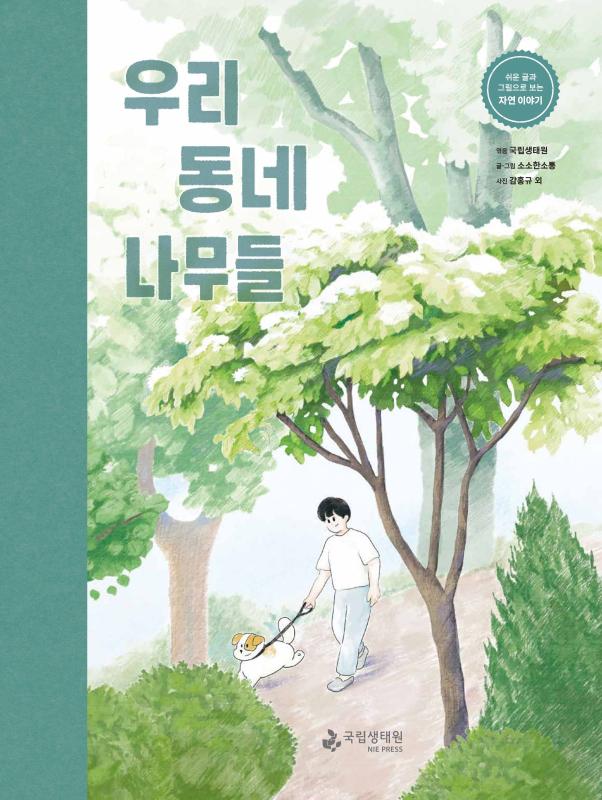 우리
동네
나무들
쉬운 글과
그림으로 보는
자연 이야기
엮음 국립생태원
글·그림 소소한소통
사진 강홍규 외
국립생태원
NIE PRESS